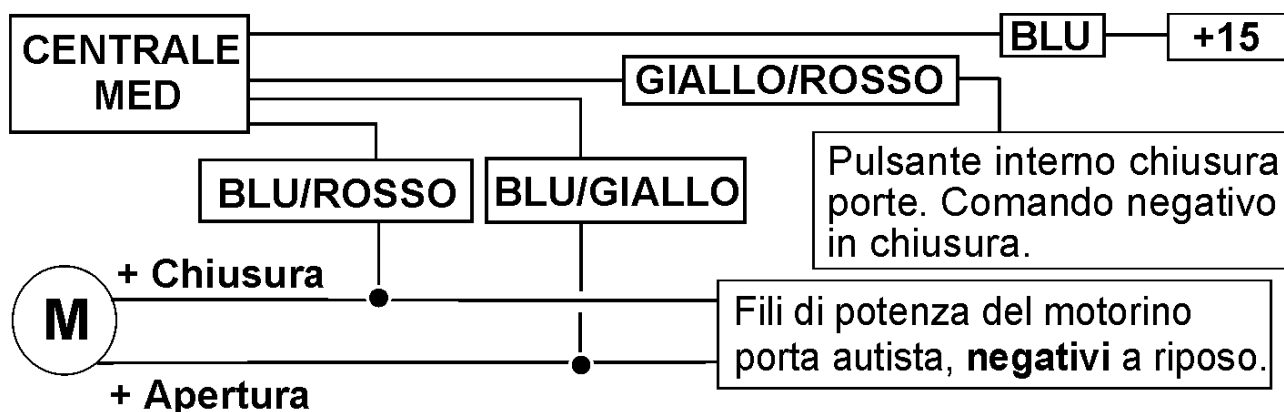 CENTRALE
MED
BLU
+15
GIALLO/ROSSO
Pulsante interno chiusura
porte. Comando negativo
in chiusura.
BLU/ROSSO
BLU/GIALLO
+ Chiusura
M
Fili di potenza del motorino
porta autista, negativi a riposo.
+ Apertura